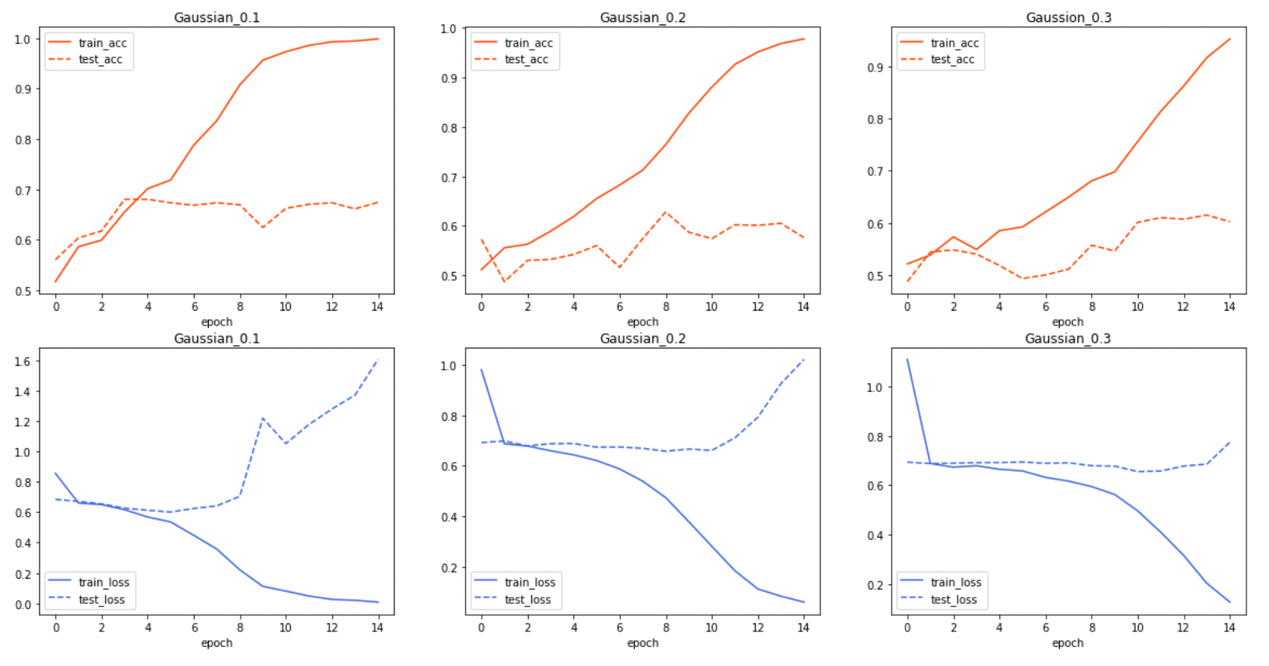 Gaussian_0.1
1.0
0.9
0.8
0.7
0.6
0.5
train_acc
test_acc
0 2 4 6 8 10 12 14
epoch
Gaussian_0.2
1.0
0.9
0.8
0.7
0.6
0.5
train_acc
test_acc
0 2 4 6 8 10 12 14
epoch
Gaussion_0.3
0.9
0.8
0.7
0.6
0.5
train_acc
test_acc
0 2 4 6 8 10 12 14
epoch
Gaussian_0.1
1.6
1.4
1.2
1.0
0.8
0.6
0.4
0.2
0.0
train_loss
test_loss
0 2 4 6 8 10 12 14
epoch
Gaussian_0.2
1.0
0.8
0.6
0.4
0.2
train_loss
test_loss
0 2 4 6 8 10 12 14
epoch
Gaussian_0.3
1.0
0.8
0.6
0.4
0.2
train_loss
test_loss
0 2 4 6 8 10 12 14
epoch